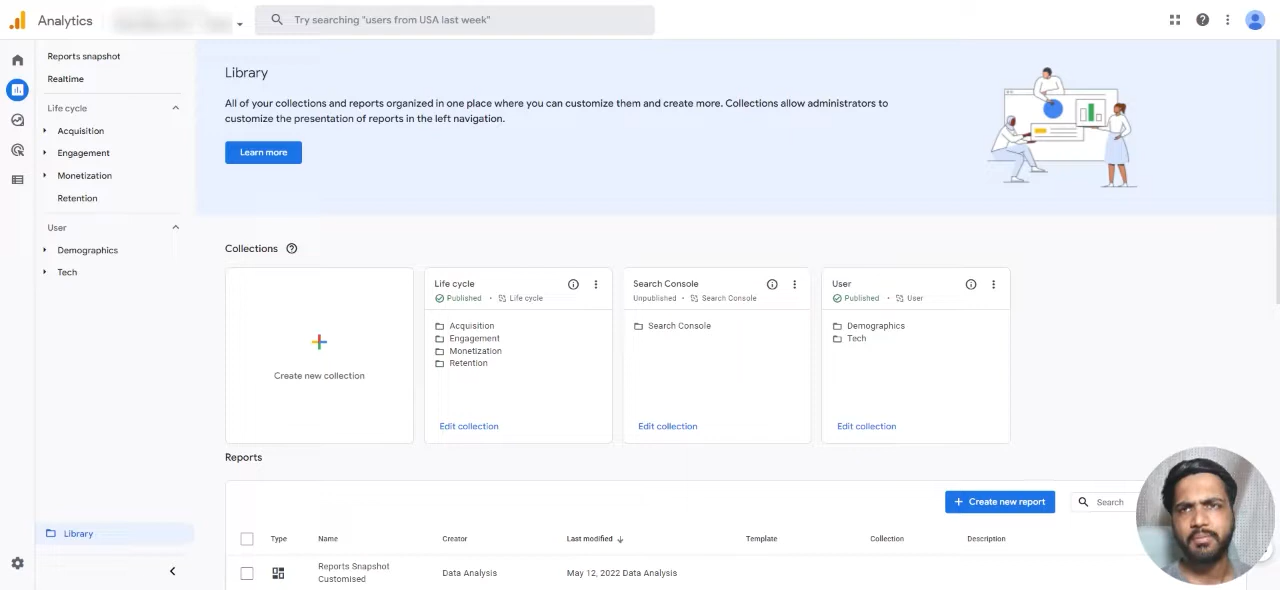 Analytics
Try searching "users from USA last week"
Reports snapshot
Realtime
Life cycle
Acquisition
Engagement
Monetization
Retention
User
Demographics
Tech
Library
Library
All of your collections and reports organized in one place where you can customize them and create more. Collections allow administrators to
customize the presentation of reports in the left navigation.
Learn more
Collections
Create new collection
Life cycle
Published • Life cycle
Acquisition
Engagement
Monetization
Retention
Edit collection
Search Console
Unpublished • Search Console
Search Console
Edit collection
User
Published • User
Demographics
Tech
Edit collection
Reports
Create new report
Search
Type Name Creator Last modified Template Collection Description
Reports Snapshot
Customised
Data Analysis
May 12, 2022 Data Analysis